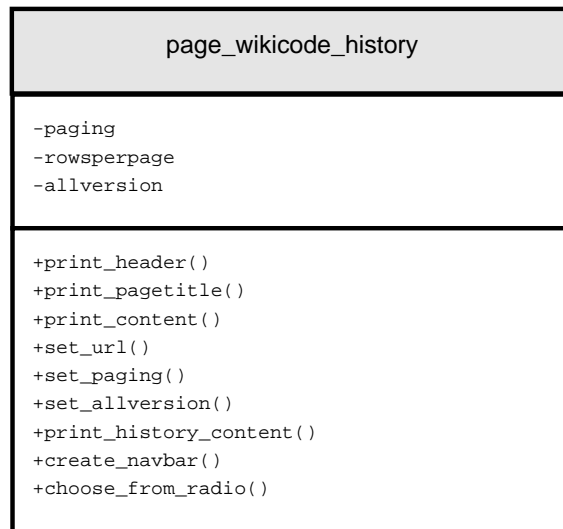 page_wikicode_history
-paging
-rowsperpage
-allversion
+print_header()
+print_pagetitle()
+print_content()
+set_url()
+set_paging()
+set_allversion()
+print_history_content()
+create_navbar()
+choose_from_radio()